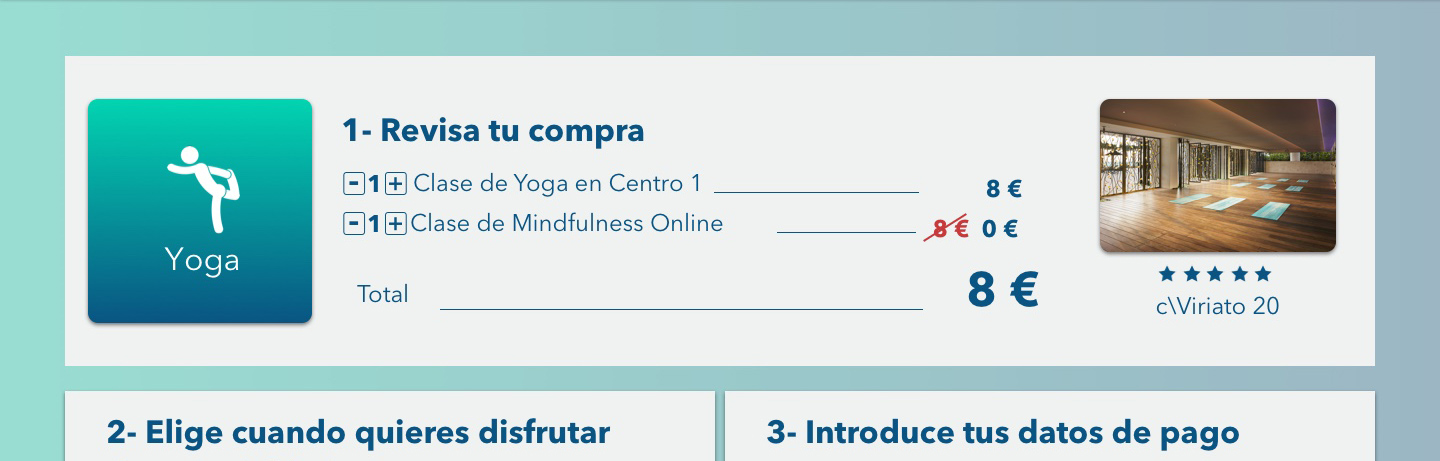 Yoga
1- Revisa tu compra
- 1 + Clase de Yoga en Centro 1 8 €
- 1 + Clase de Mindfulness Online 8 € 0 €
Total 8 €
c\Viriato 20
2- Elige cuando quieres disfrutar
3- Introduce tus datos de pago